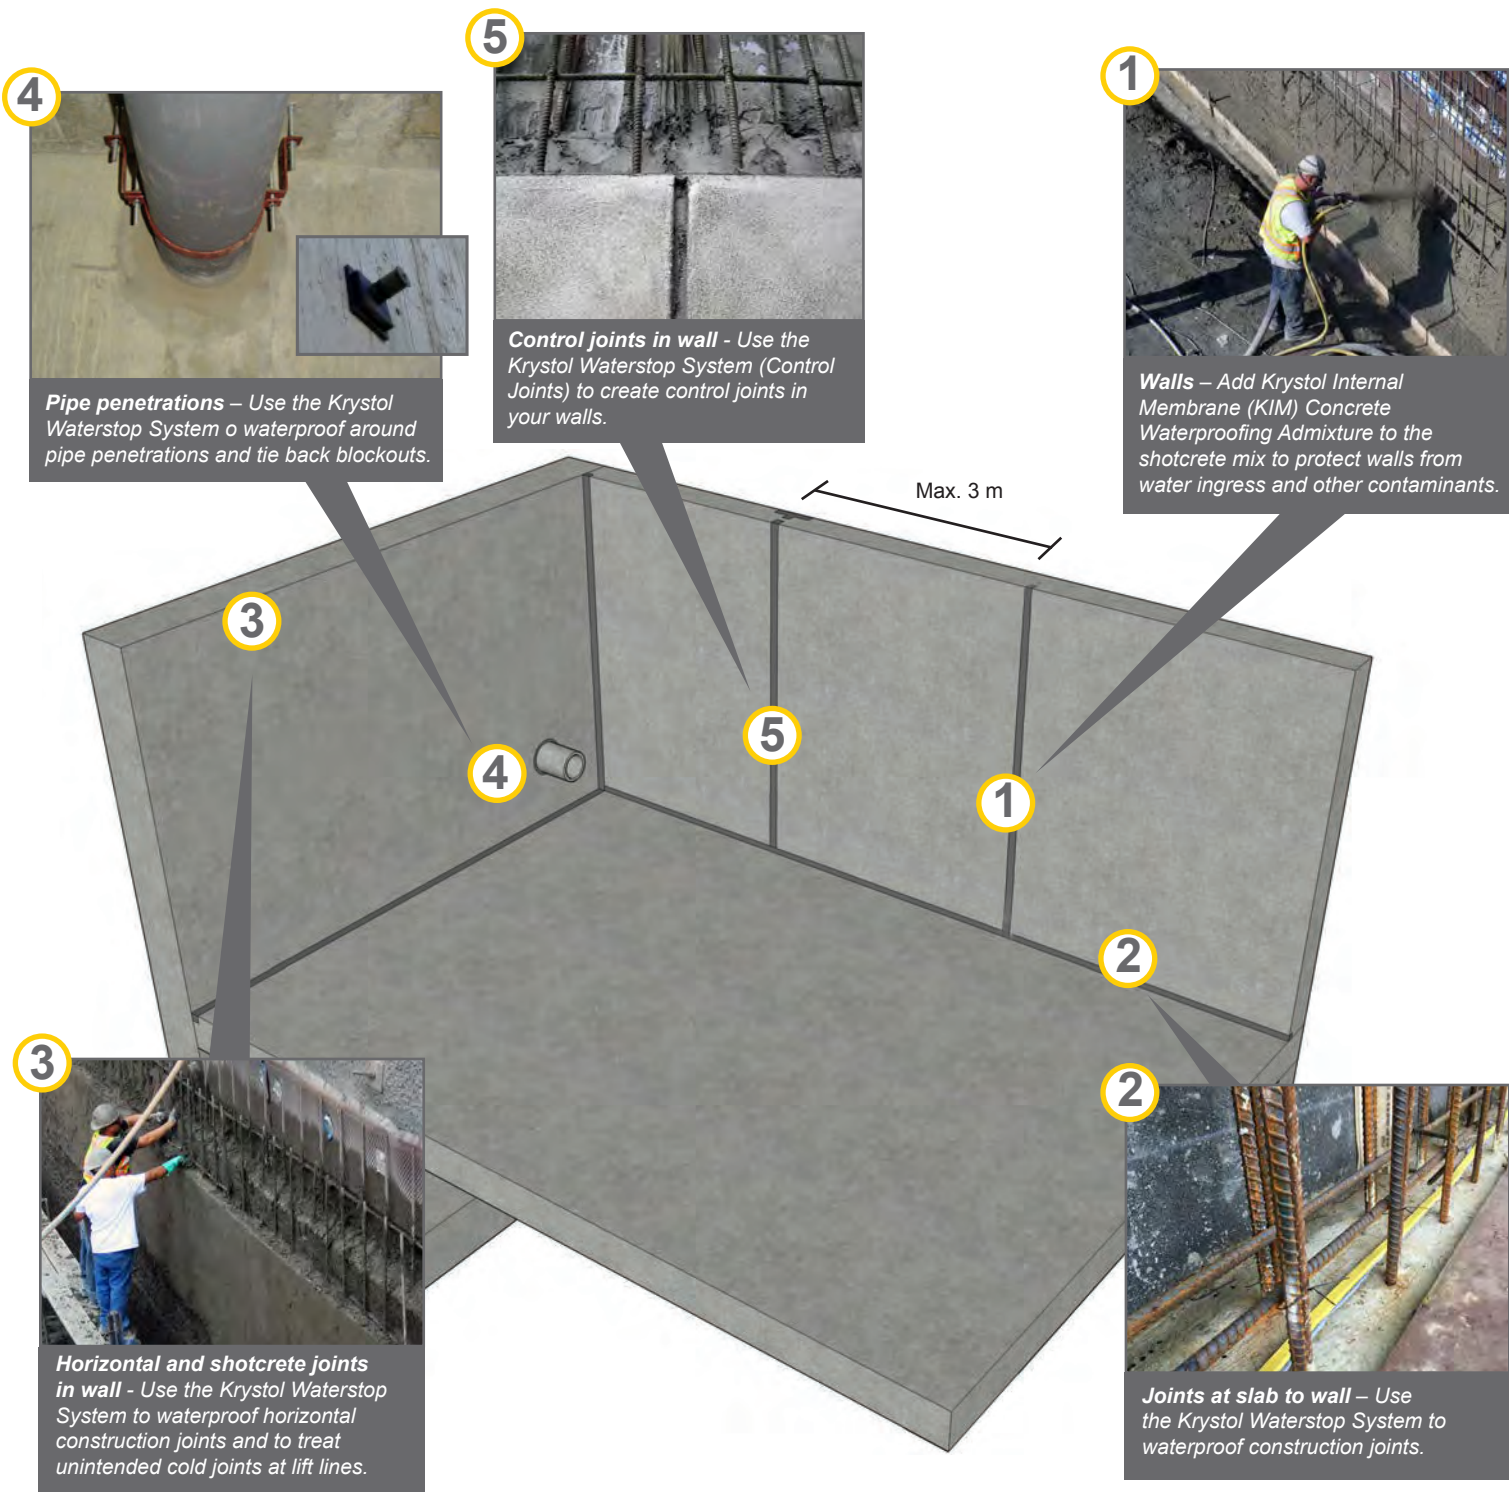 4
Pipe penetrations – Use the Krystol
Waterstop System o waterproof around
pipe penetrations and tie back blockouts.
5
Control joints in wall - Use the
Krystol Waterstop System (Control
Joints) to create control joints in
your walls.
1
Walls – Add Krystol Internal
Membrane (KIM) Concrete
Waterproofing Admixture to the
shotcrete mix to protect walls from
water ingress and other contaminants.
Max. 3 m
3
4
5
1
2
3
Horizontal and shotcrete joints
in wall - Use the Krystol Waterstop
System to waterproof horizontal
construction joints and to treat
unintended cold joints at lift lines.
2
Joints at slab to wall – Use
the Krystol Waterstop System to
waterproof construction joints.